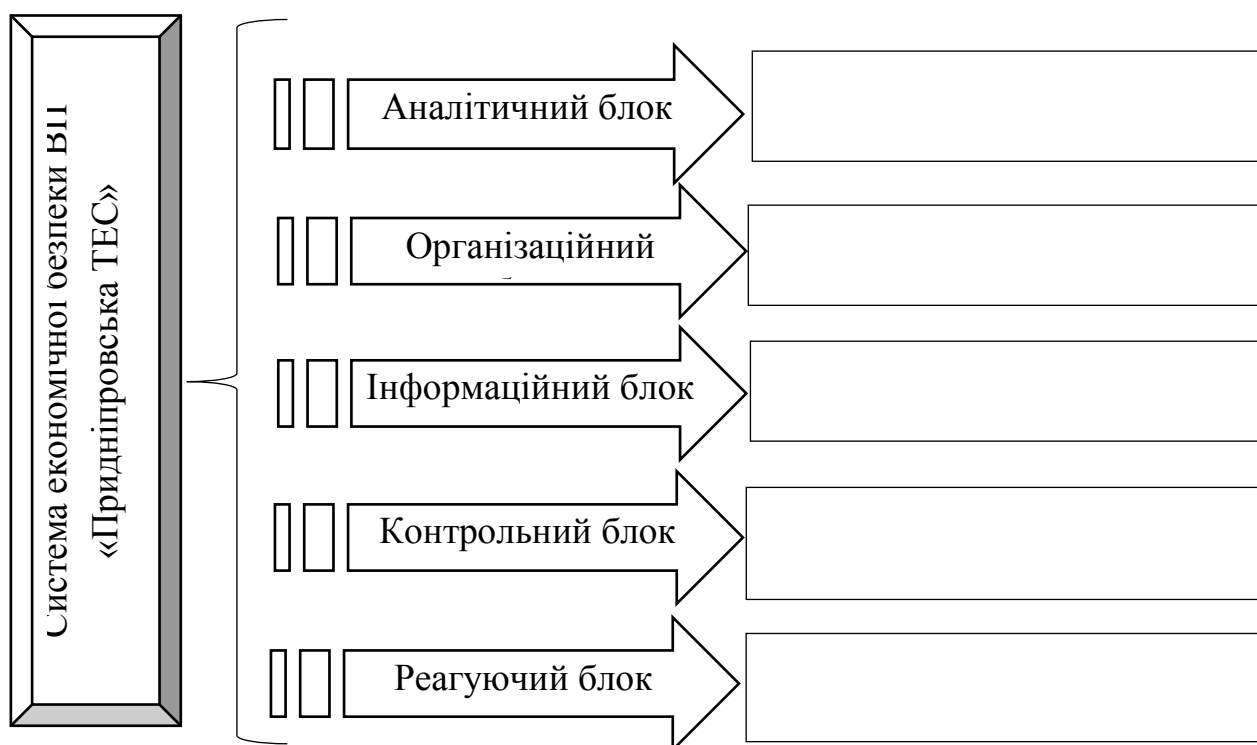 Система економічної безпеки ВП
«Придніпровська ТЕС»
Аналітичний блок
Організаційний
Інформаційний блок
Контрольний блок
Реагуючий блок